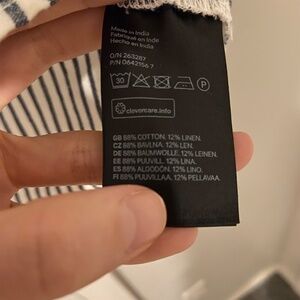 Made in India
Fabriqué en Inde
Hecho en India
O/N 263287
P/N 0642156 7
30
P
clevercare.info
GB 88% COTTON. 12% LINEN.
CZ 88% BAVLNA. 12% LEN.
DE 88% BAUMWOLLE. 12% LEINEN.
EE 88% PUUVILL. 12% LINA.
ES 88% ALGODÓN. 12% LINO.
FI 88% PUUVILLAA. 12% PELLAVAA.